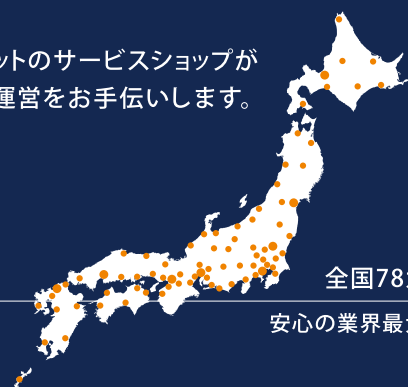 ットのサービスショップが
運営をお手伝いします。
全国78
安心の業界最